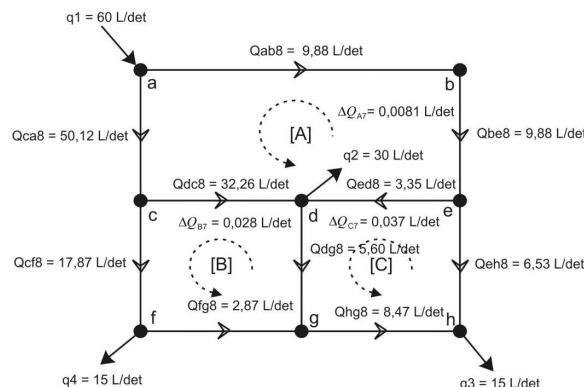 q1 = 60 L/det
Qab8 = 9,88 L/det
a
b
ΔQA7 = 0,0081 L/det
Qca8 = 50,12 L/det
[A]
Qbe8 = 9,88 L/det
q2 = 30 L/det
Qdc8 = 32,26 L/det
Qed8 = 3,35 L/det
c
d
e
ΔQB7 = 0,028 L/det
ΔQC7 = 0,037 L/det
Qdg8 = 5,60 L/det
Qcf8 = 17,87 L/det
[B]
[C]
Qeh8 = 6,53 L/det
Qfg8 = 2,87 L/det
Qhg8 = 8,47 L/det
f
g
h
q4 = 15 L/det
q3 = 15 L/det